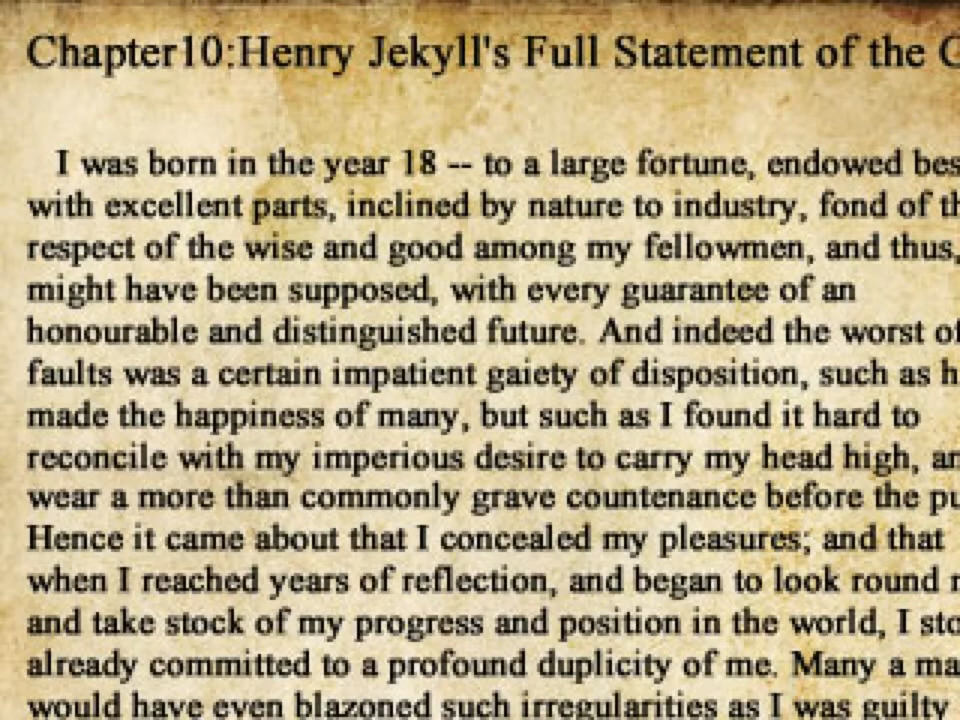 Chapter10:Henry Jekyll's Full Statement of the
I was born in the year 18 -- to a large fortune, endowed
with excellent parts, inclined by nature to industry, fond of
respect of the wise and good among my fellowmen, and thus,
might have been supposed, with every guarantee of an
honourable and distinguished future. And indeed the worst
faults was a certain impatient gaiety of disposition, such as
made the happiness of many, but such as I found it hard to
reconcile with my imperious desire to carry my head high,
wear a more than commonly grave countenance before the
Hence it came about that I concealed my pleasures; and that
when I reached years of reflection, and began to look round
and take stock of my progress and position in the world, I
already committed to a profound duplicity of me. Many a
would have even blazoned such irregularities as I was guilty